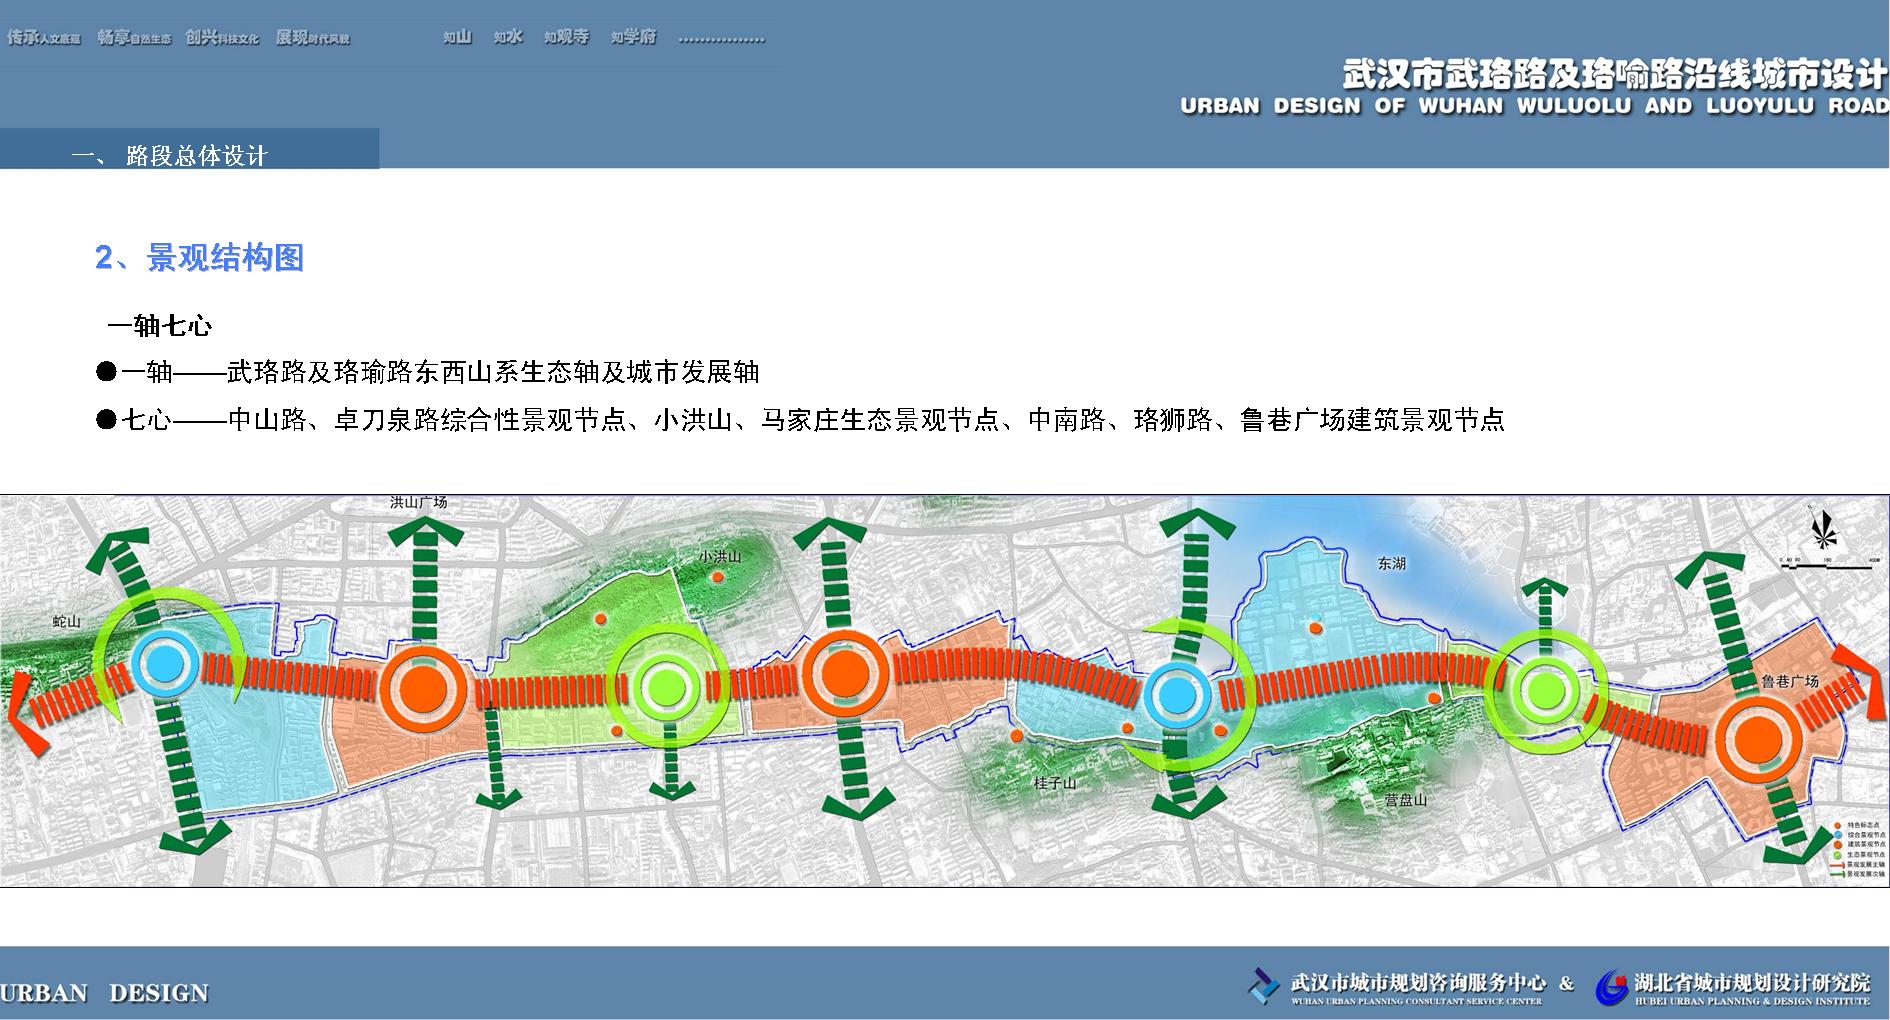 传承人文底蕴 畅享自然生态 创兴科技文化 展现时代风貌 知山 知水 知观寺 知学府 ................
武汉市武珞路及珞喻路沿线城市设计
URBAN DESIGN OF WUHAN WULUOLU AND LUOYULU ROAD
一、 路段总体设计
2、景观结构图
一轴七心
●一轴——武珞路及珞瑜路东西山系生态轴及城市发展轴
●七心——中山路、卓刀泉路综合性景观节点、小洪山、马家庄生态景观节点、中南路、珞狮路、鲁巷广场建筑景观节点
洪山广场
小洪山
东湖
蛇山
鲁巷广场
桂子山
营盘山
特色标志点
综合景观节点
建筑景观节点
生态景观节点
景观发展主轴
景观发展次轴
URBAN DESIGN
武汉市城市规划咨询服务中心 & 湖北省城市规划设计研究院
WUHAN URBAN PLANNING CONSULTANT SERVICE CENTER HUBEI URBAN PLANNING & DESIGN INSTITUTE